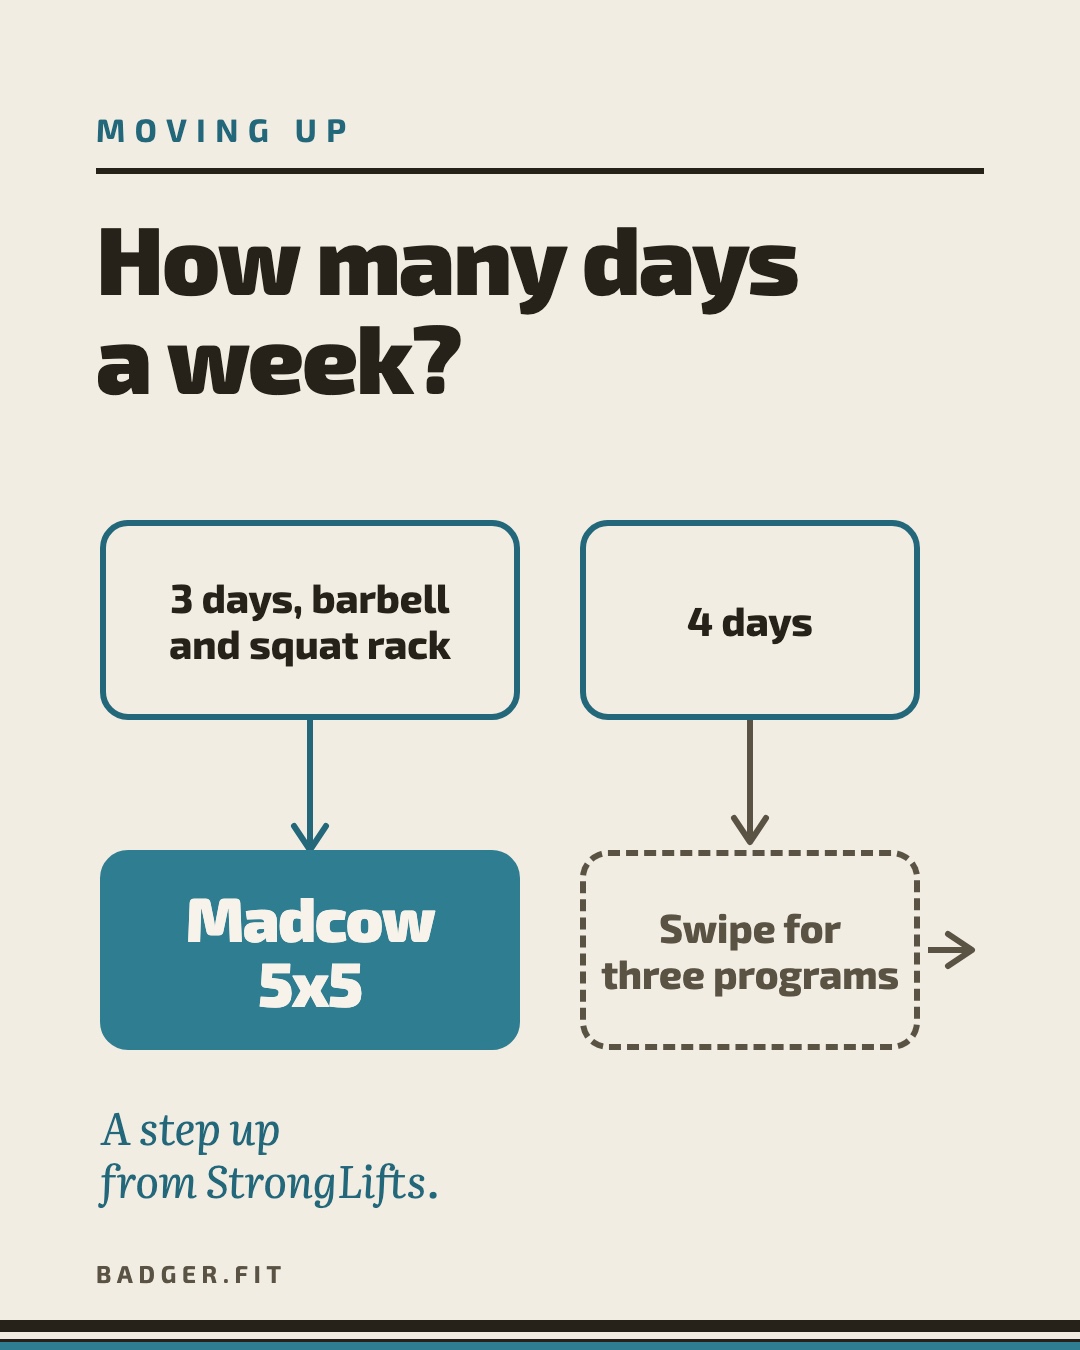 MOVING UP
How many days
a week?
3 days, barbell
and squat rack
4 days
Madcow
5x5
Swipe for
three programs
A step up
from StrongLifts.
BADGER.FIT